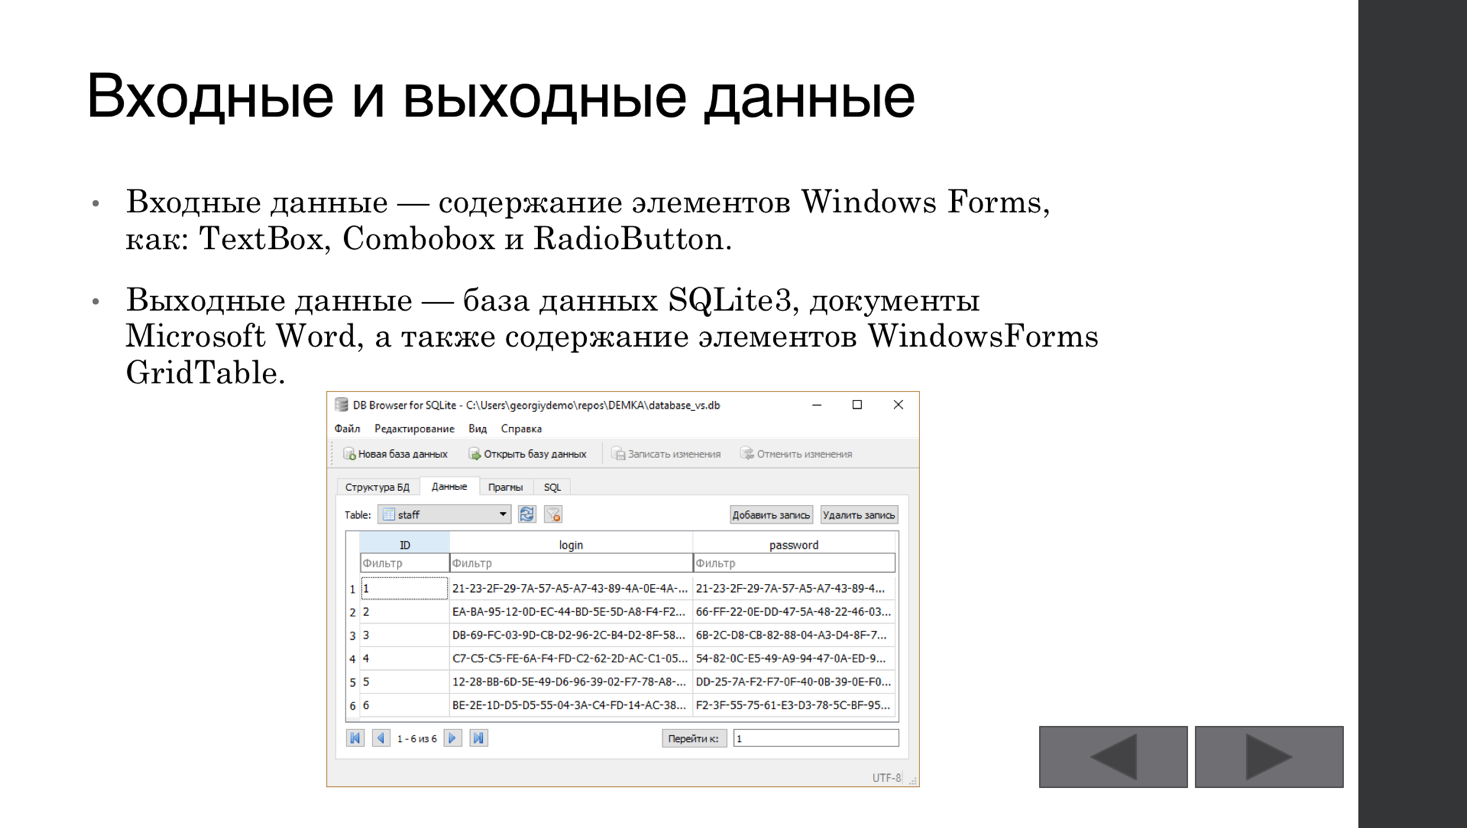 Входные и выходные данные
• Входные данные — содержание элементов Windows Forms,
как: TextBox, Combobox и RadioButton.
• Выходные данные — база данных SQLite3, документы
Microsoft Word, а также содержание элементов WindowsForms
GridTable.
DB Browser for SQLite - C:\Users\georgiydemo\repos\DEMKA\database_vs.db
Файл Редактирование Вид Справка
Новая база данных Открыть базу данных Записать изменения Отменить изменения
Структура БД Данные Прагмы SQL
Table: staff Добавить запись Удалить запись
ID login password
Фильтр Фильтр Фильтр
1 1 21-23-2F-29-7A-57-A5-A7-43-89-4A-0E-4A-... 21-23-2F-29-7A-57-A5-A7-43-89-4...
2 2 EA-BA-95-12-0D-EC-44-BD-5E-5D-A8-F4-F2... 66-FF-22-0E-DD-47-5A-48-22-46-03...
3 3 DB-69-FC-03-9D-CB-D2-96-2C-B4-D2-8F-58... 6B-2C-D8-CB-82-88-04-A3-D4-8F-7...
4 4 C7-C5-C5-FE-6A-F4-FD-C2-62-2D-AC-C1-05... 54-82-0C-E5-49-A9-94-47-0A-ED-9...
5 5 12-28-BB-6D-5E-49-D6-96-39-02-F7-78-A8-... DD-25-7A-F2-F7-0F-40-0B-39-0E-F0...
6 6 BE-2E-1D-D5-D5-55-04-3A-C4-FD-14-AC-38... F2-3F-55-75-61-E3-D3-78-5C-BF-95...
1 - 6 из 6 Перейти к: 1
UTF-8